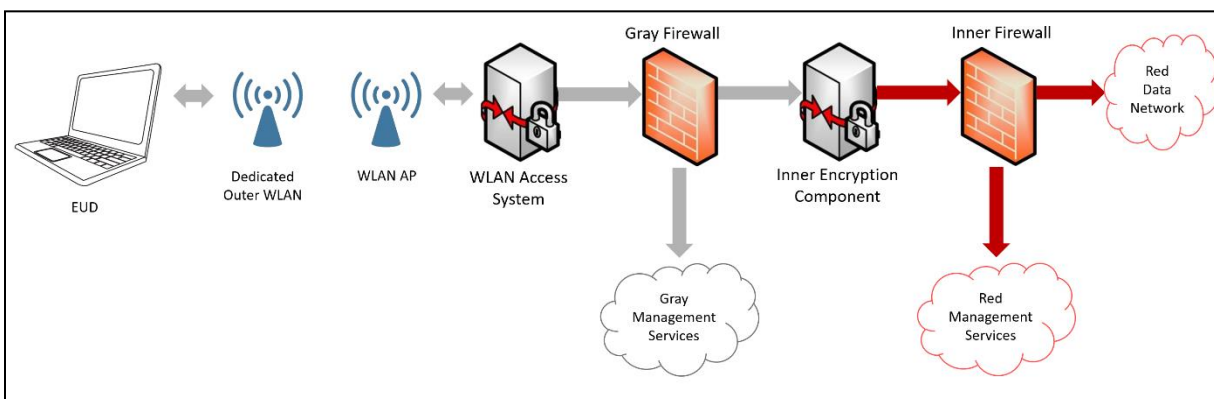 Gray Firewall
Inner Firewall
Red
Data
Network
EUD
Dedicated
Outer WLAN
WLAN AP
WLAN Access
System
Inner Encryption
Component
Gray
Management
Services
Red
Management
Services